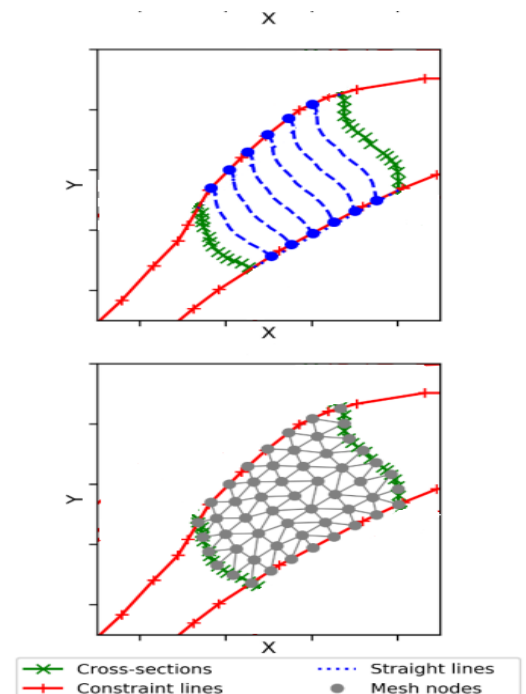 X
Y
X
Y
X
Cross-sections Straight lines
Constraint lines Mesh nodes